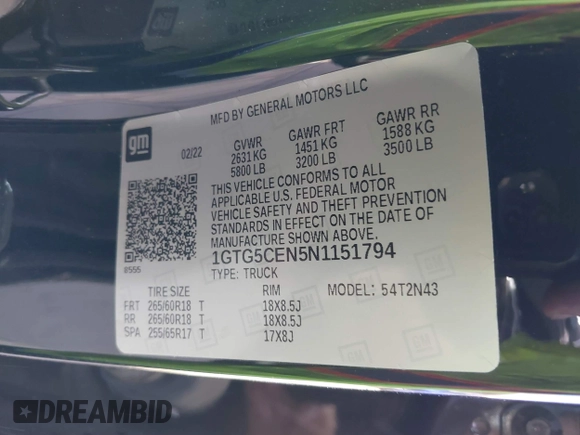 MFD BY GENERAL MOTORS LLC
gm
02/22
GVWR GAWR FRT GAWR RR
2631 KG 1451 KG 1588 KG
5800 LB 3200 LB 3500 LB
THIS VEHICLE CONFORMS TO ALL
APPLICABLE U.S. FEDERAL MOTOR
VEHICLE SAFETY AND THEFT PREVENTION
STANDARDS IN EFFECT ON THE DATE OF
MANUFACTURE SHOWN ABOVE.
8555
1GTG5CEN5N1151794
TYPE: TRUCK
TIRE SIZE RIM MODEL: 54T2N43
FRT 265/60R18 T 18X8.5J
RR 265/60R18 T 18X8.5J
SPA 255/65R17 T 17X8J
DREAMBID